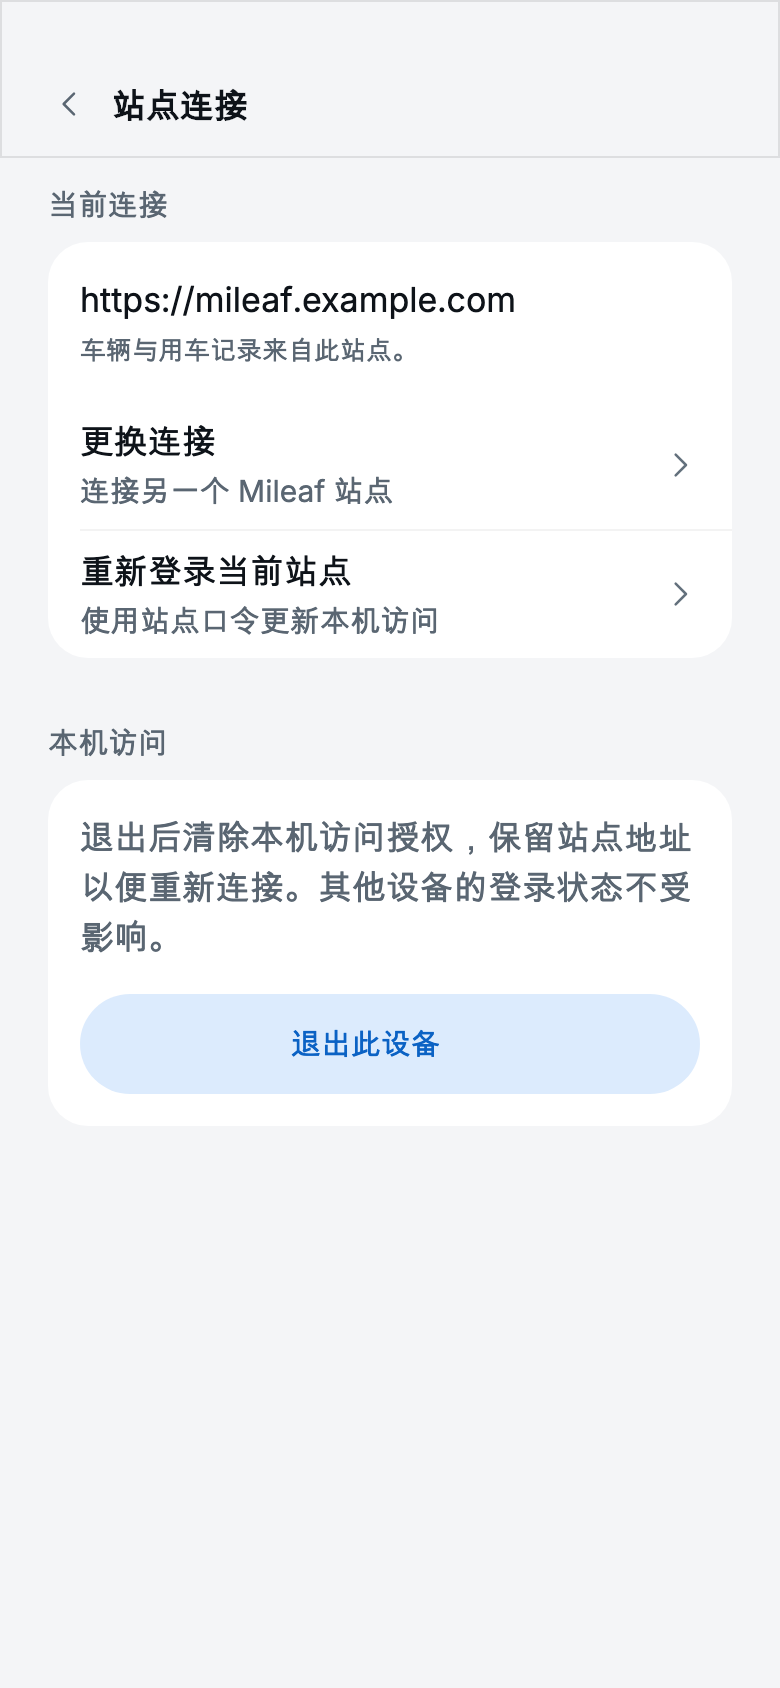 站点连接
当前连接
https://mileaf.example.com
车辆与用车记录来自此站点。
更换连接
连接另一个 Mileaf 站点
重新登录当前站点
使用站点口令更新本机访问
本机访问
退出后清除本机访问授权，保留站点地址
以便重新连接。其他设备的登录状态不受
影响。
退出此设备